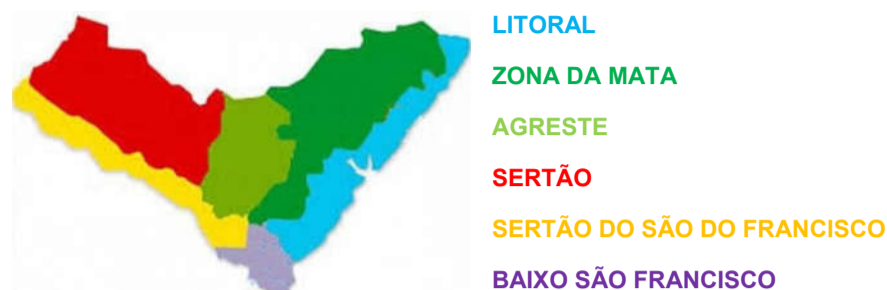 LITORAL
ZONA DA MATA
AGRESTE
SERTÃO
SERTÃO DO SÃO DO FRANCISCO
BAIXO SÃO FRANCISCO